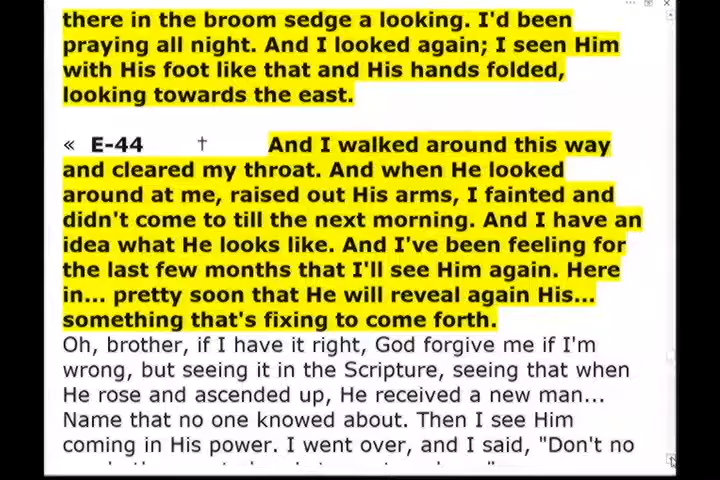 there in the broom sedge a looking. I'd been
praying all night. And I looked again; I seen Him
with His foot like that and His hands folded,
looking towards the east.
« E-44 † And I walked around this way
and cleared my throat. And when He looked
around at me, raised out His arms, I fainted and
didn't come to till the next morning. And I have an
idea what He looks like. And I've been feeling for
the last few months that I'll see Him again. Here
in... pretty soon that He will reveal again His...
something that's fixing to come forth.
Oh, brother, if I have it right, God forgive me if I'm
wrong, but seeing it in the Scripture, seeing that when
He rose and ascended up, He received a new man...
Name that no one knowed about. Then I see Him
coming in His power. I went over, and I said, "Don't no